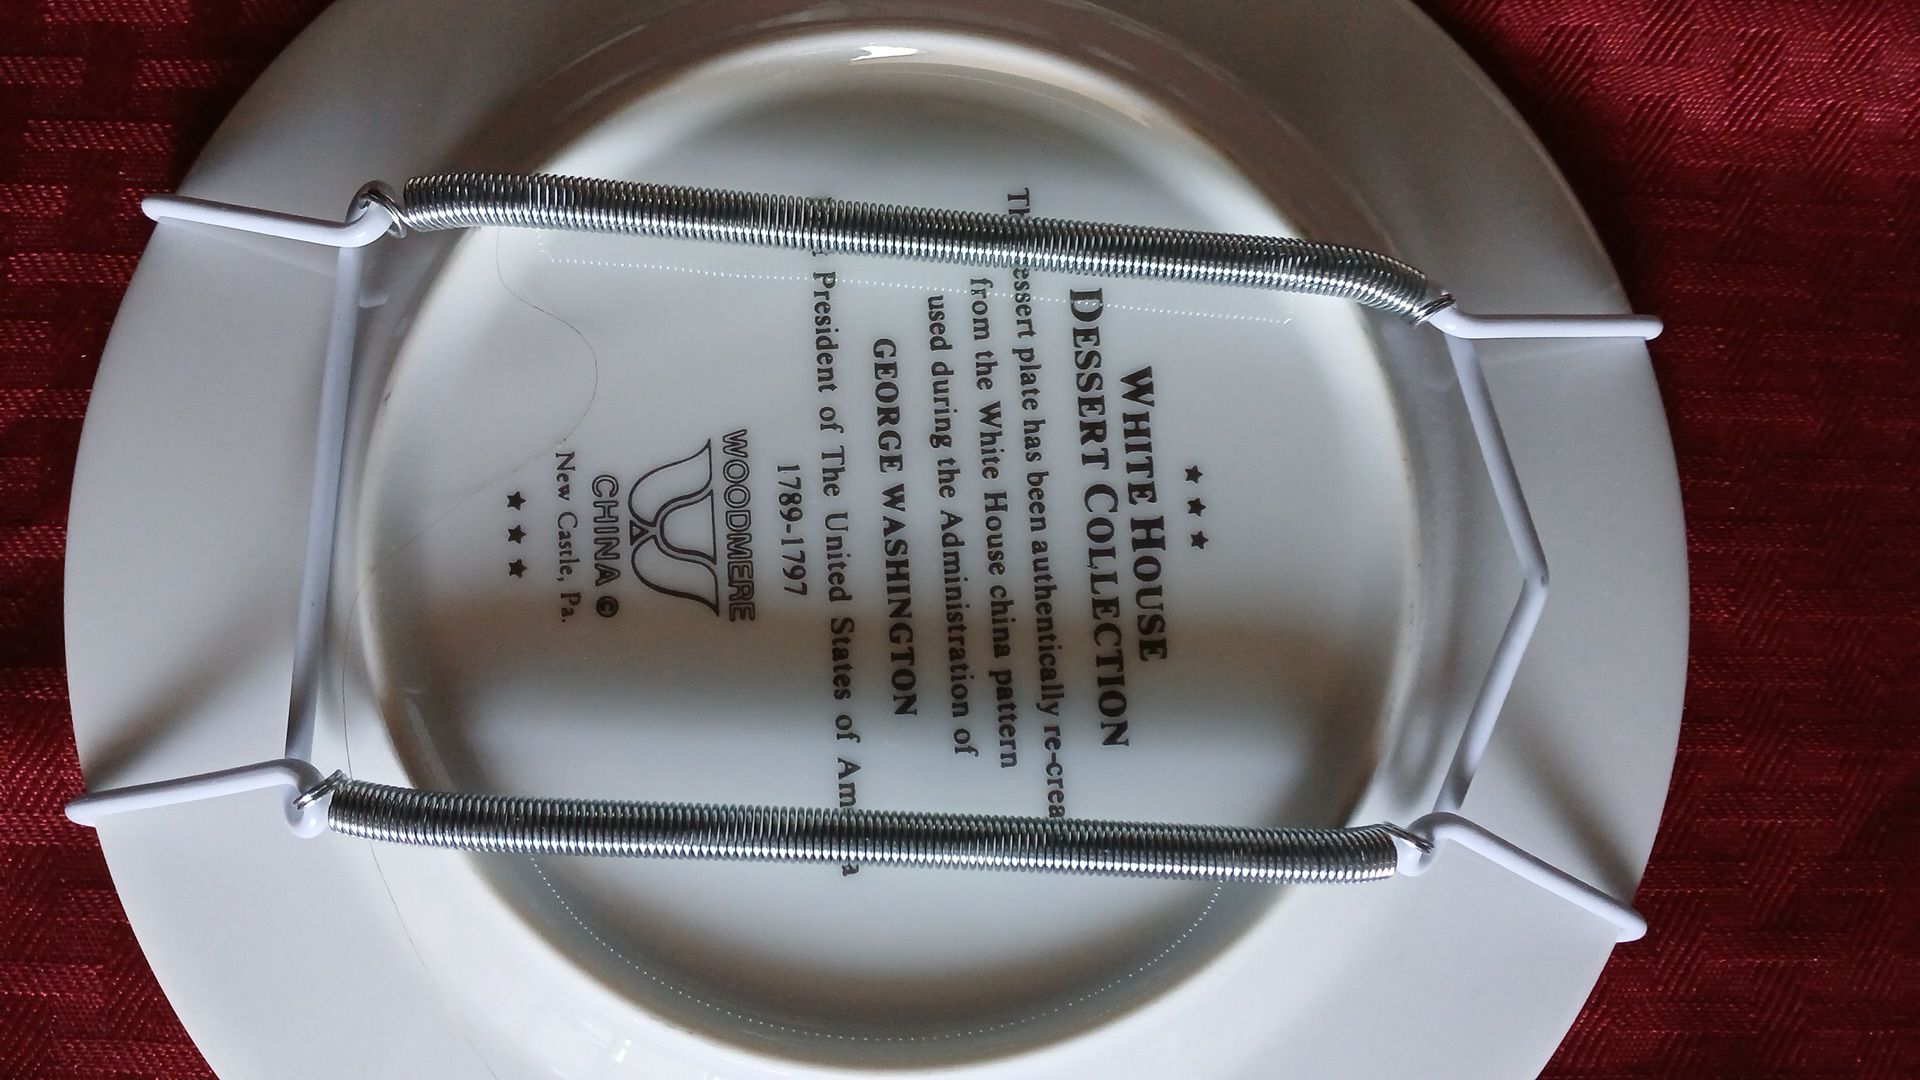 ★ ★ ★ ★
WHITE HOUSE
DESSERT COLLECTION
essert plate has been authentically re-crea
from the White House china pattern
used during the Administration of
GEORGE WASHINGTON
President of The United States of Am
1789-1797
WOODMERE
CHINA ©
New Castle, Pa.
★ ★ ★ ★